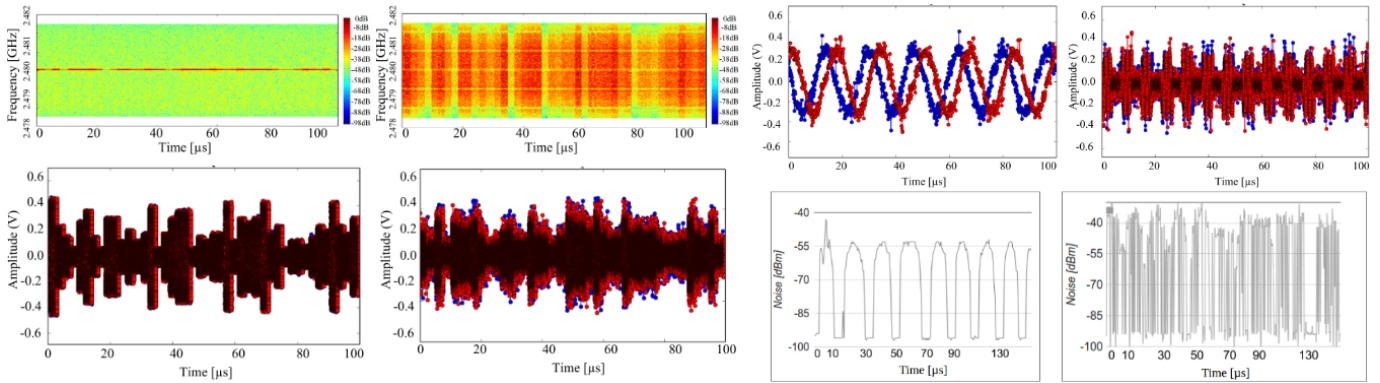 2.482
2.481
2.480
2.479
2.478
Frequency [GHz]
0dB
-8dB
-18dB
-28dB
-38dB
-48dB
-58dB
-68dB
-78dB
-88dB
-98dB
0 20 40 60 80 100
Time [µs]
2.482
2.481
2.480
2.479
2.478
Frequency [GHz]
0dB
-8dB
-18dB
-28dB
-38dB
-48dB
-58dB
-68dB
-78dB
-88dB
-98dB
0 20 40 60 80 100
Time [µs]
0.6
0.4
0.2
0.0
-0.2
-0.4
-0.6
Amplitude (V)
0 20 40 60 80 100
Time [µs]
0.6
0.4
0.2
0.0
-0.2
-0.4
-0.6
Amplitude (V)
0 20 40 60 80 100
Time [µs]
0.6
0.4
0.2
0.0
-0.2
-0.4
-0.6
Amplitude (V)
0 20 40 60 80 100
Time [µs]
0.6
0.4
0.2
0.0
-0.2
-0.4
-0.6
Amplitude (V)
0 20 40 60 80 100
Time [µs]
-40
-55
-70
-85
-100
Noise [dBm]
0 10 30 50 70 90 130
Time [µs]
-40
-55
-70
-85
-100
Noise [dBm]
0 10 30 50 70 90 130
Time [µs]